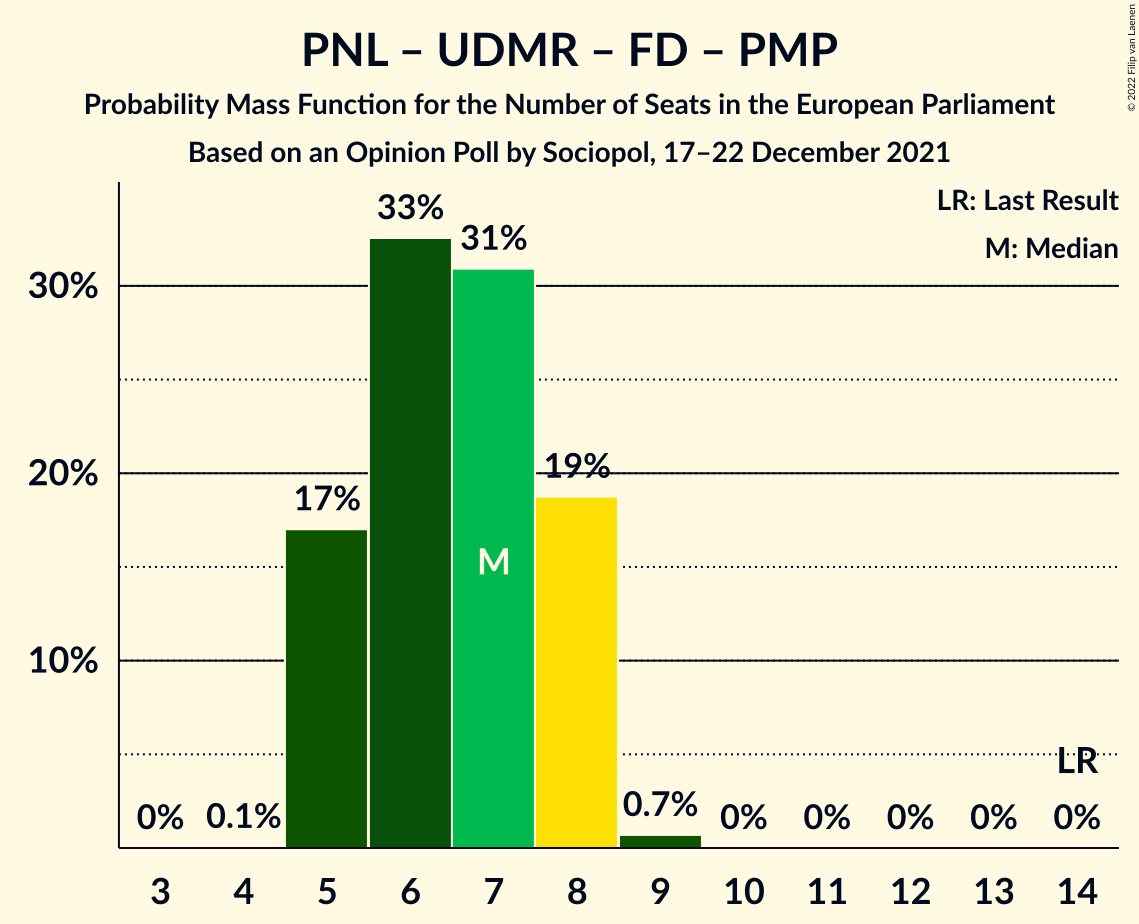 PNL – UDMR – FD – PMP
Probability Mass Function for the Number of Seats in the European Parliament
Based on an Opinion Poll by Sociopol, 17–22 December 2021
© 2022 Filip van Laenen
LR: Last Result
M: Median
30%
20%
10%
0%
0.1%
17%
33%
31%
19%
0.7%
0%
0%
0%
0%
0%
M
LR
3 4 5 6 7 8 9 10 11 12 13 14